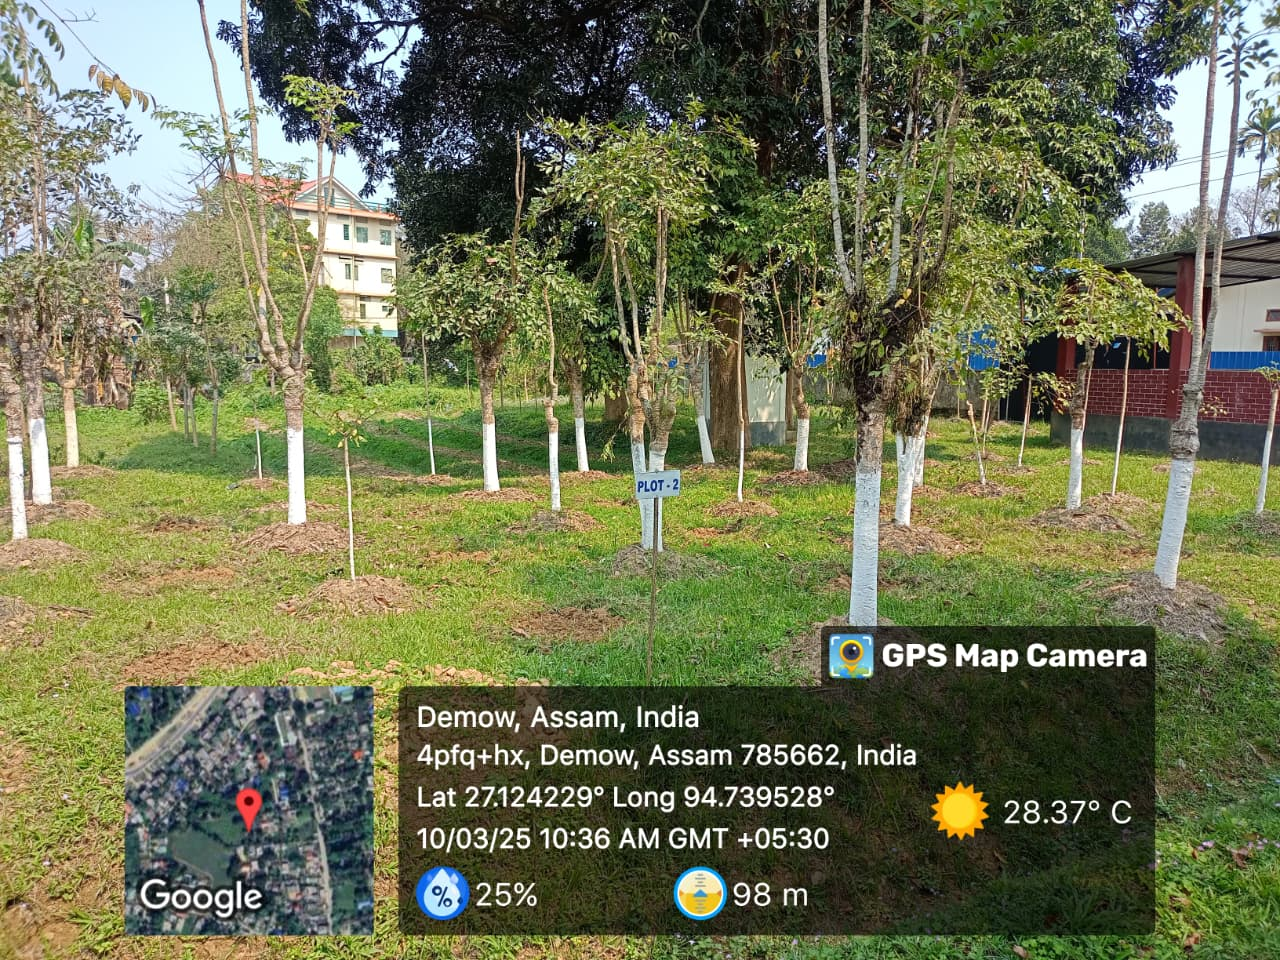 PLOT - 2
GPS Map Camera
Demow, Assam, India
4pfq+hx, Demow, Assam 785662, India
Lat 27.124229° Long 94.739528°
10/03/25 10:36 AM GMT +05:30
28.37° C
% 25%
98 m
Google